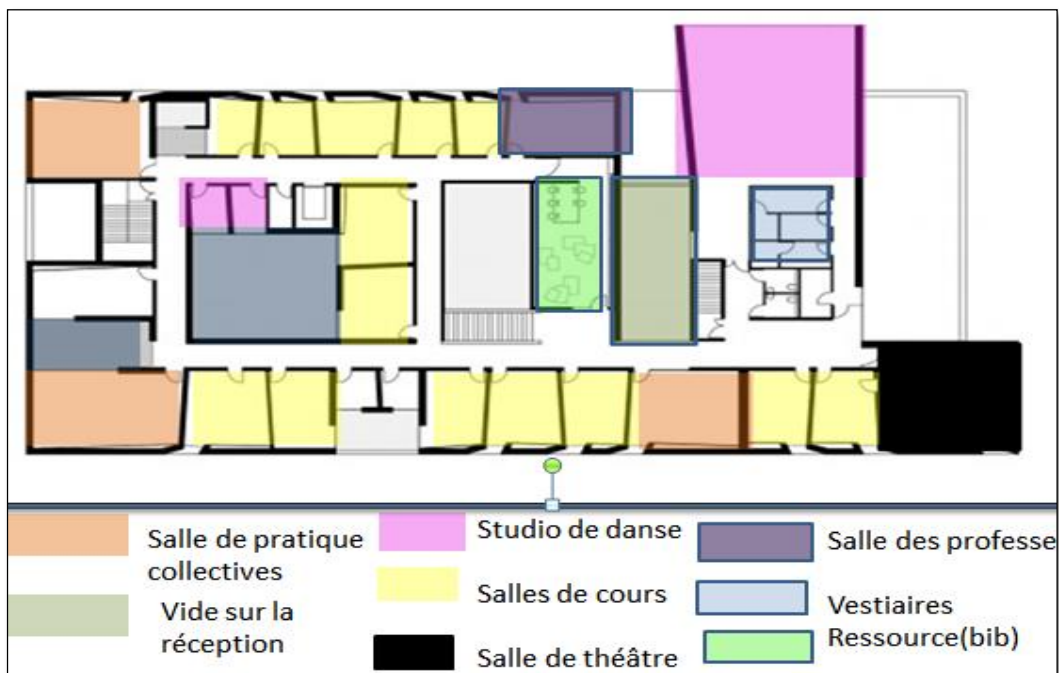 Salle de pratique
collectives
Vide sur la
réception
Studio de danse
Salles de cours
Salle de théâtre
Salle des professe
Vestiaires
Ressource(bib)